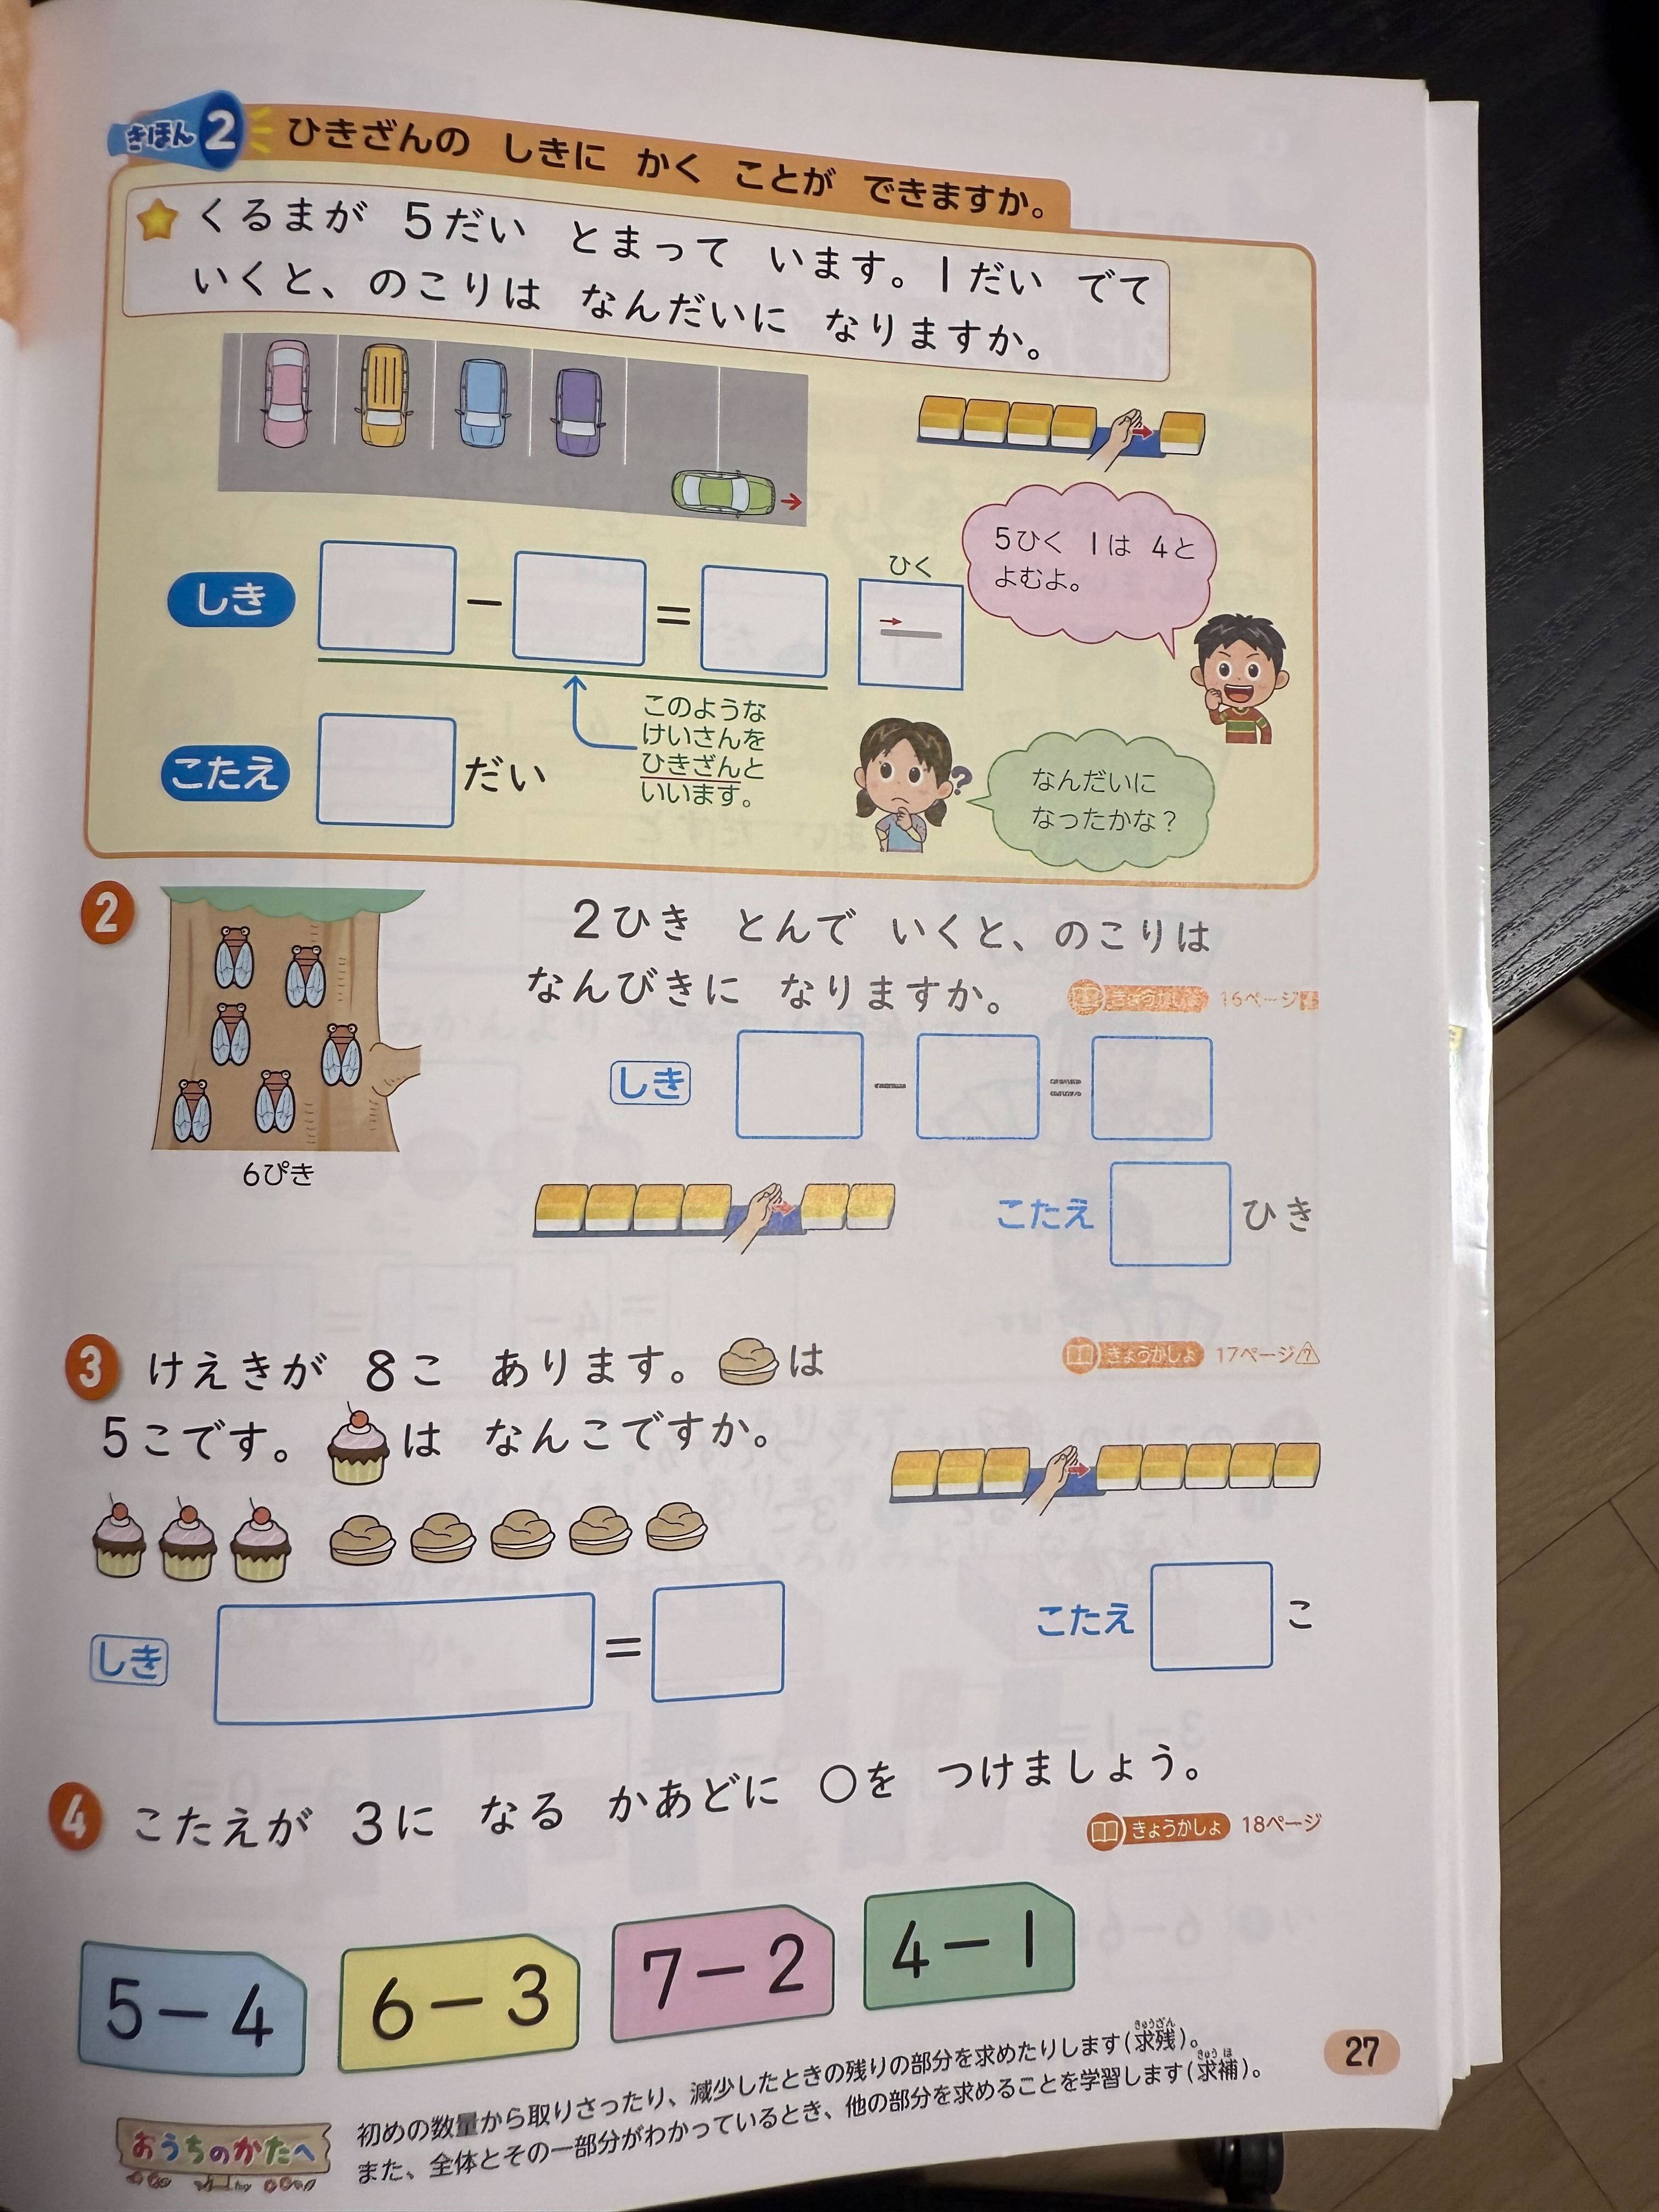 きほん 2 ひきざんの しきに かく ことが できますか。
くるまが 5だい とまって います。1だい でて
いくと、のこりは なんだいに なりますか。
5ひく 1は 4と
よむよ。
しき − =
ひく
−
このような
けいさんを
ひきざんと
いいます。
こたえ だい
?
なんだいに
なったかな？
2 2ひき とんで いくと、のこりは
なんびきに なりますか。
きょうかしょ 16ページ
しき − =
6ぴき
こたえ ひき
3 けえきが 8こ あります。 は
きょうかしょ 17ページ
5こです。 は なんこですか。
しき =
こたえ こ
4 こたえが 3に なる かあどに ○を つけましょう。
きょうかしょ 18ページ
5−4 6−3 7−2 4−1
おうちのかたへ
初めの数量から取りさったり、減少したときの残りの部分を求めたりします(求残)。
また、全体とその一部分がわかっているとき、他の部分を求めることを学習します(求補)。
27